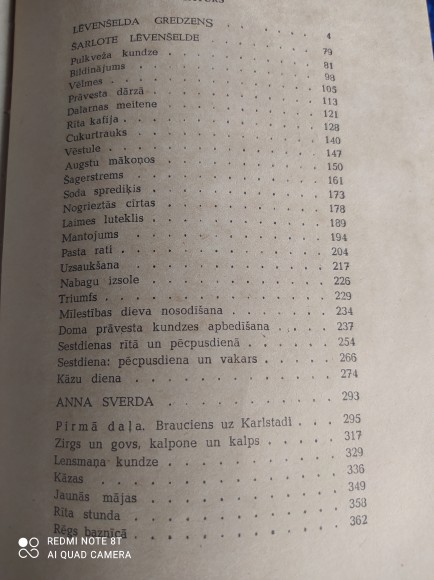 LĒVENŠELDA GREDZENS . . . . . . 4
ŠARLOTE LĒVENŠELDE . . . . . . 79
Pulkveža kundze . . . . . . 81
Bildinājums . . . . . . 98
Vēlmes . . . . . . 105
Prāvesta dārzā . . . . . . 113
Dalarnas meitene . . . . . . 121
Rīta kafija . . . . . . 128
Cukurtrauks . . . . . . 140
Vēstule . . . . . . 147
Augstu mākoņos . . . . . . 150
Šagerstrems . . . . . . 161
Soda sprediķis . . . . . . 173
Nogrieztās cirtas . . . . . . 178
Laimes luteklis . . . . . . 189
Mantojums . . . . . . 194
Pasta rati . . . . . . 204
Uzsaukšana . . . . . . 217
Nabagu izsole . . . . . . 226
Triumfs . . . . . . 229
Mīlestības dieva nosodīšana . . . . . . 234
Doma prāvesta kundzes apbedīšana . . . . . . 237
Sestdienas rītā un pēcpusdienā . . . . . . 254
Sestdiena: pēcpusdiena un vakars . . . . . . 266
Kāzu diena . . . . . . 274
ANNA SVERDA . . . . . . 293
Pirmā daļa. Brauciens uz Karlstadi . . . 295
Zirgs un govs, kalpone un kalps . . . . . . 317
Lensmaņa kundze . . . . . . 329
Kāzas . . . . . . 336
Jaunās mājas . . . . . . 349
Rīta stunda . . . . . . 358
Rēgs baznīcā . . . . . . 362
REDMI NOTE 8T
AI QUAD CAMERA